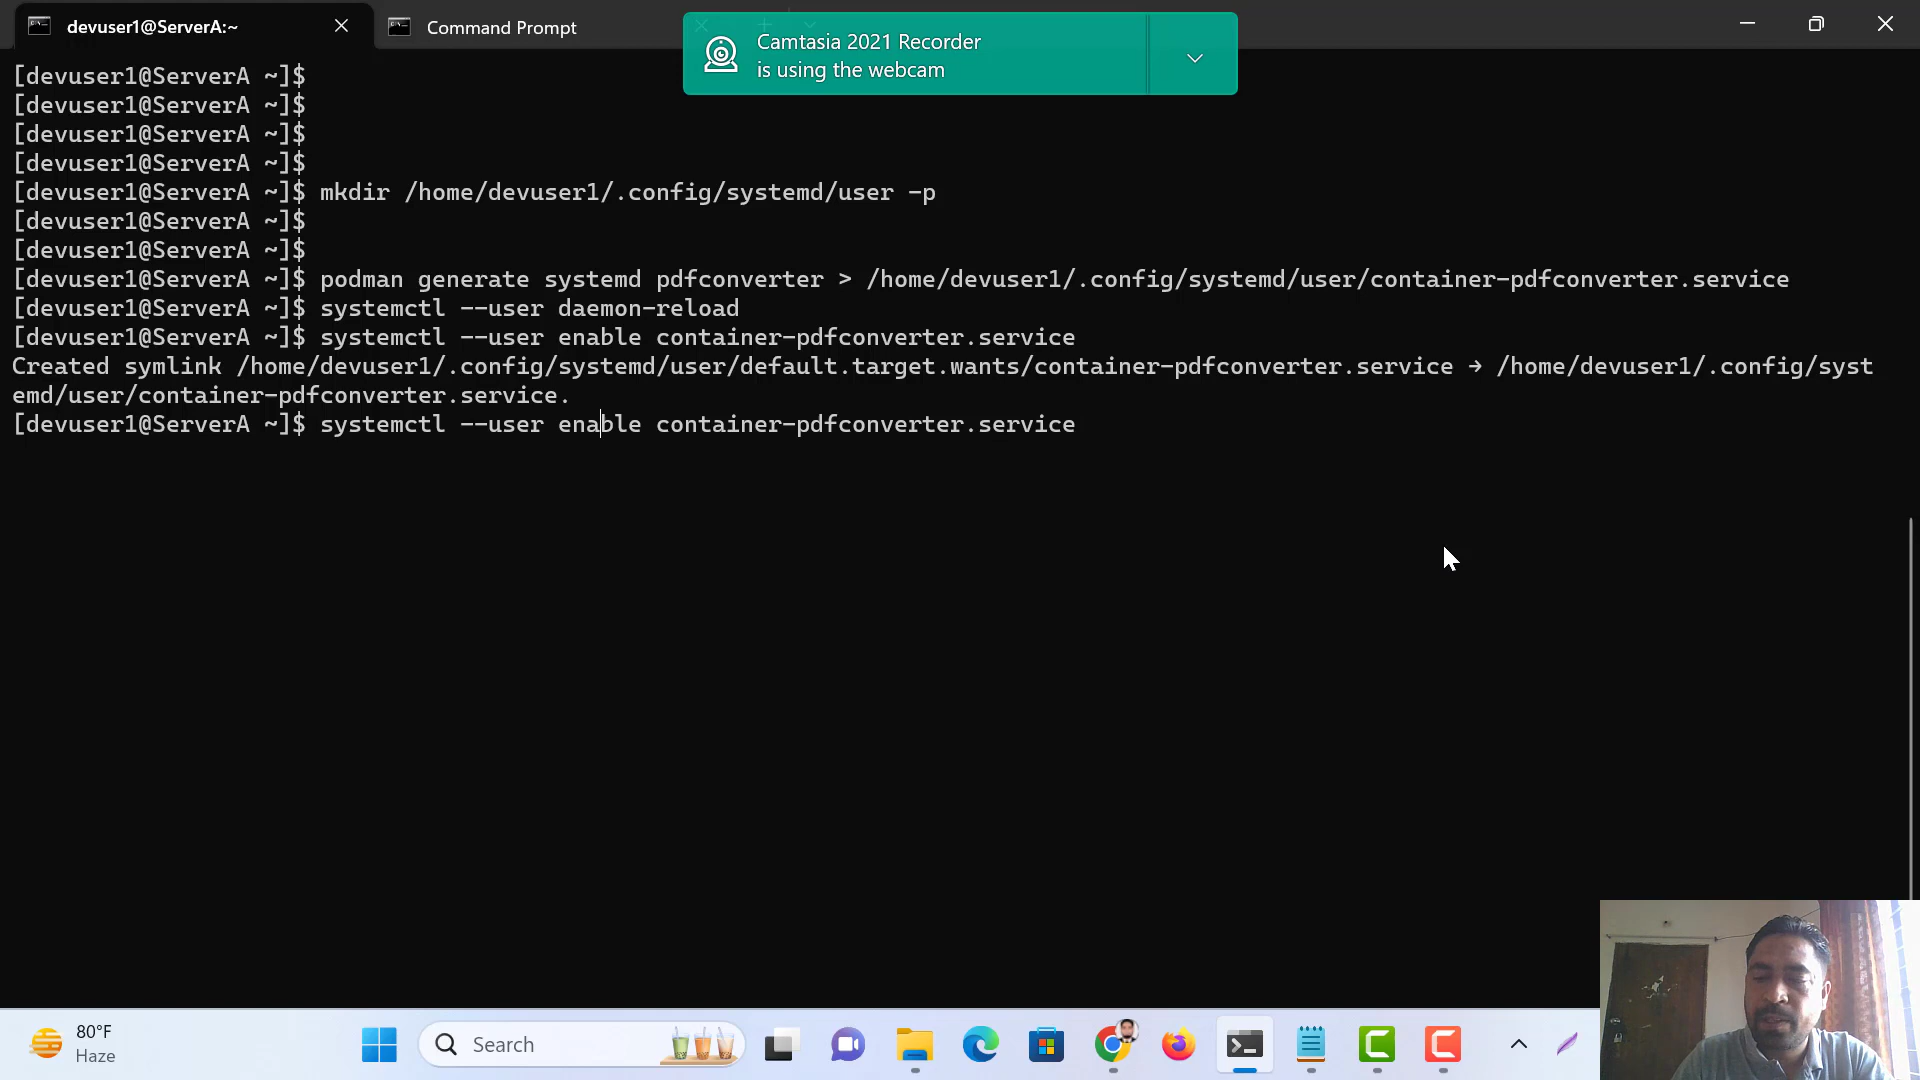 devuser1@ServerA:~
Command Prompt
Camtasia 2021 Recorder
is using the webcam
[devuser1@ServerA ~]$
[devuser1@ServerA ~]$
[devuser1@ServerA ~]$
[devuser1@ServerA ~]$
[devuser1@ServerA ~]$ mkdir /home/devuser1/.config/systemd/user -p
[devuser1@ServerA ~]$
[devuser1@ServerA ~]$
[devuser1@ServerA ~]$ podman generate systemd pdfconverter > /home/devuser1/.config/systemd/user/container-pdfconverter.service
[devuser1@ServerA ~]$ systemctl --user daemon-reload
[devuser1@ServerA ~]$ systemctl --user enable container-pdfconverter.service
Created symlink /home/devuser1/.config/systemd/user/default.target.wants/container-pdfconverter.service → /home/devuser1/.config/syst
emd/user/container-pdfconverter.service.
[devuser1@ServerA ~]$ systemctl --user enable container-pdfconverter.service
80°F
Haze
Search